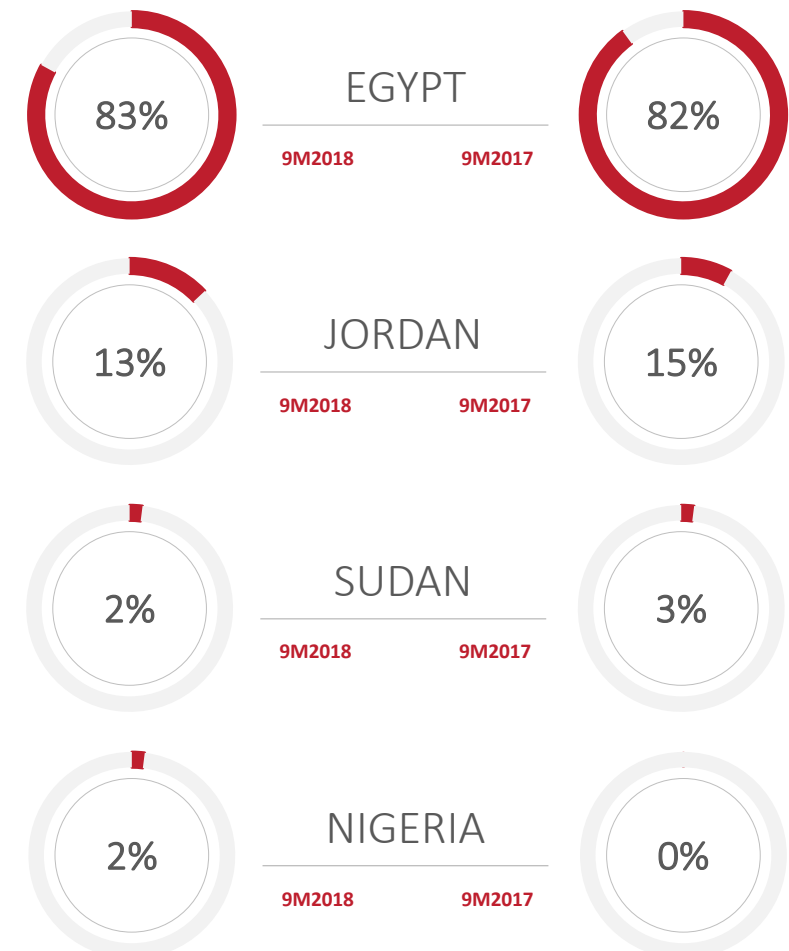 83%
EGYPT
82%
9M2018 9M2017
13%
JORDAN
15%
9M2018 9M2017
2%
SUDAN
3%
9M2018 9M2017
2%
NIGERIA
0%
9M2018 9M2017